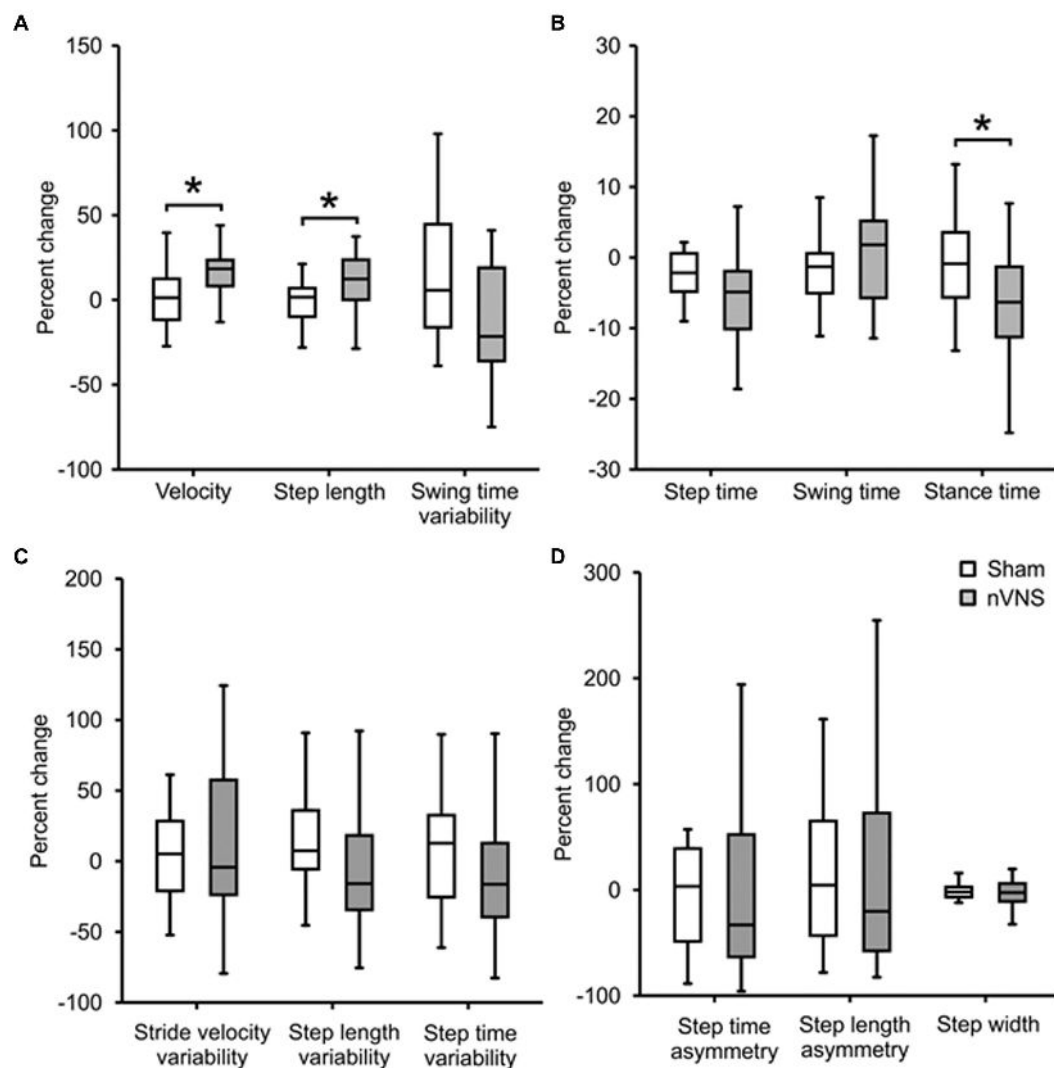 A
Percent change
150
100
50
0
-50
-100
*
*
Velocity
Step length
Swing time
variability
B
Percent change
30
20
10
0
-10
-20
-30
*
Step time
Swing time
Stance time
C
Percent change
200
150
100
50
0
-50
-100
Stride velocity
variability
Step length
variability
Step time
variability
D
Percent change
300
200
100
0
-100
Sham
nVNS
Step time
asymmetry
Step length
asymmetry
Step width